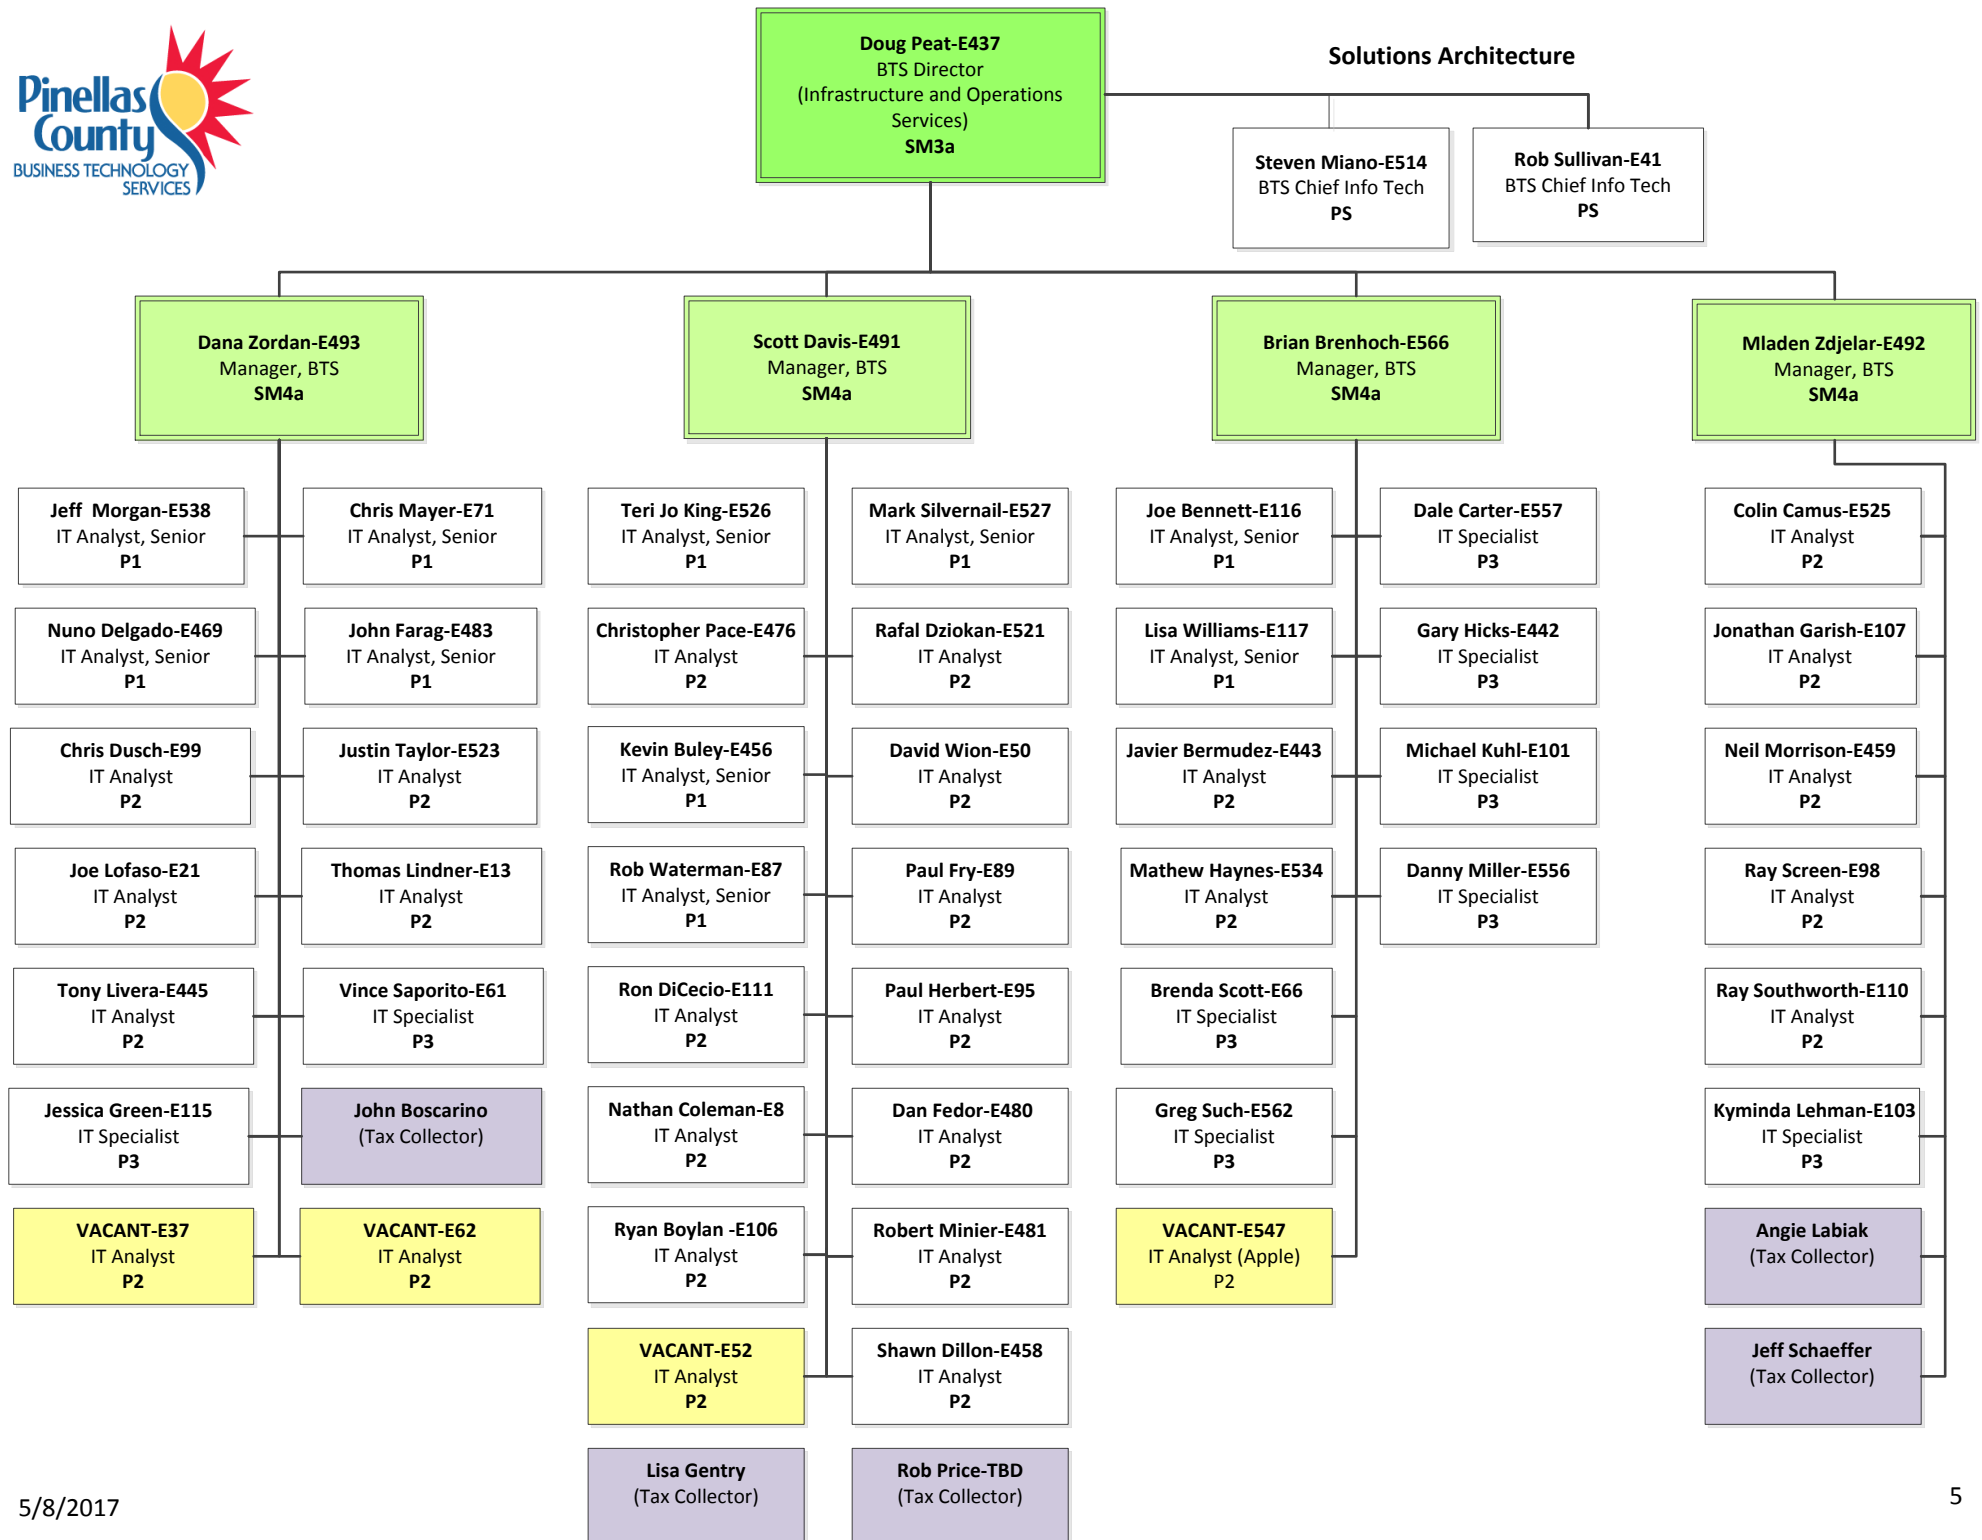 Pinellas
County
BUSINESS TECHNOLOGY
SERVICES
Doug Peat-E437
BTS Director
(Infrastructure and Operations
Services)
SM3a
Solutions Architecture
Steven Miano-E514
BTS Chief Info Tech
PS
Rob Sullivan-E41
BTS Chief Info Tech
PS
Dana Zordan-E493
Manager, BTS
SM4a
Scott Davis-E491
Manager, BTS
SM4a
Brian Brenhoch-E566
Manager, BTS
SM4a
Mladen Zdjelar-E492
Manager, BTS
SM4a
Jeff  Morgan-E538
IT Analyst, Senior
P1
Chris Mayer-E71
IT Analyst, Senior
P1
Nuno Delgado-E469
IT Analyst, Senior
P1
John Farag-E483
IT Analyst, Senior
P1
Chris Dusch-E99
IT Analyst
P2
Justin Taylor-E523
IT Analyst
P2
Joe Lofaso-E21
IT Analyst
P2
Thomas Lindner-E13
IT Analyst
P2
Tony Livera-E445
IT Analyst
P2
Vince Saporito-E61
IT Specialist
P3
Jessica Green-E115
IT Specialist
P3
John Boscarino
(Tax Collector)
VACANT-E37
IT Analyst
P2
VACANT-E62
IT Analyst
P2
Teri Jo King-E526
IT Analyst, Senior
P1
Mark Silvernail-E527
IT Analyst, Senior
P1
Christopher Pace-E476
IT Analyst
P2
Rafal Dziokan-E521
IT Analyst
P2
Kevin Buley-E456
IT Analyst, Senior
P1
David Wion-E50
IT Analyst
P2
Rob Waterman-E87
IT Analyst, Senior
P1
Paul Fry-E89
IT Analyst
P2
Ron DiCecio-E111
IT Analyst
P2
Paul Herbert-E95
IT Analyst
P2
Nathan Coleman-E8
IT Analyst
P2
Dan Fedor-E480
IT Analyst
P2
Ryan Boylan -E106
IT Analyst
P2
Robert Minier-E481
IT Analyst
P2
VACANT-E52
IT Analyst
P2
Shawn Dillon-E458
IT Analyst
P2
Lisa Gentry
(Tax Collector)
Rob Price-TBD
(Tax Collector)
Joe Bennett-E116
IT Analyst, Senior
P1
Dale Carter-E557
IT Specialist
P3
Lisa Williams-E117
IT Analyst, Senior
P1
Gary Hicks-E442
IT Specialist
P3
Javier Bermudez-E443
IT Analyst
P2
Michael Kuhl-E101
IT Specialist
P3
Mathew Haynes-E534
IT Analyst
P2
Danny Miller-E556
IT Specialist
P3
Brenda Scott-E66
IT Specialist
P3
Greg Such-E562
IT Specialist
P3
VACANT-E547
IT Analyst (Apple)
P2
Colin Camus-E525
IT Analyst
P2
Jonathan Garish-E107
IT Analyst
P2
Neil Morrison-E459
IT Analyst
P2
Ray Screen-E98
IT Analyst
P2
Ray Southworth-E110
IT Analyst
P2
Kyminda Lehman-E103
IT Specialist
P3
Angie Labiak
(Tax Collector)
Jeff Schaeffer
(Tax Collector)
5/8/2017
5